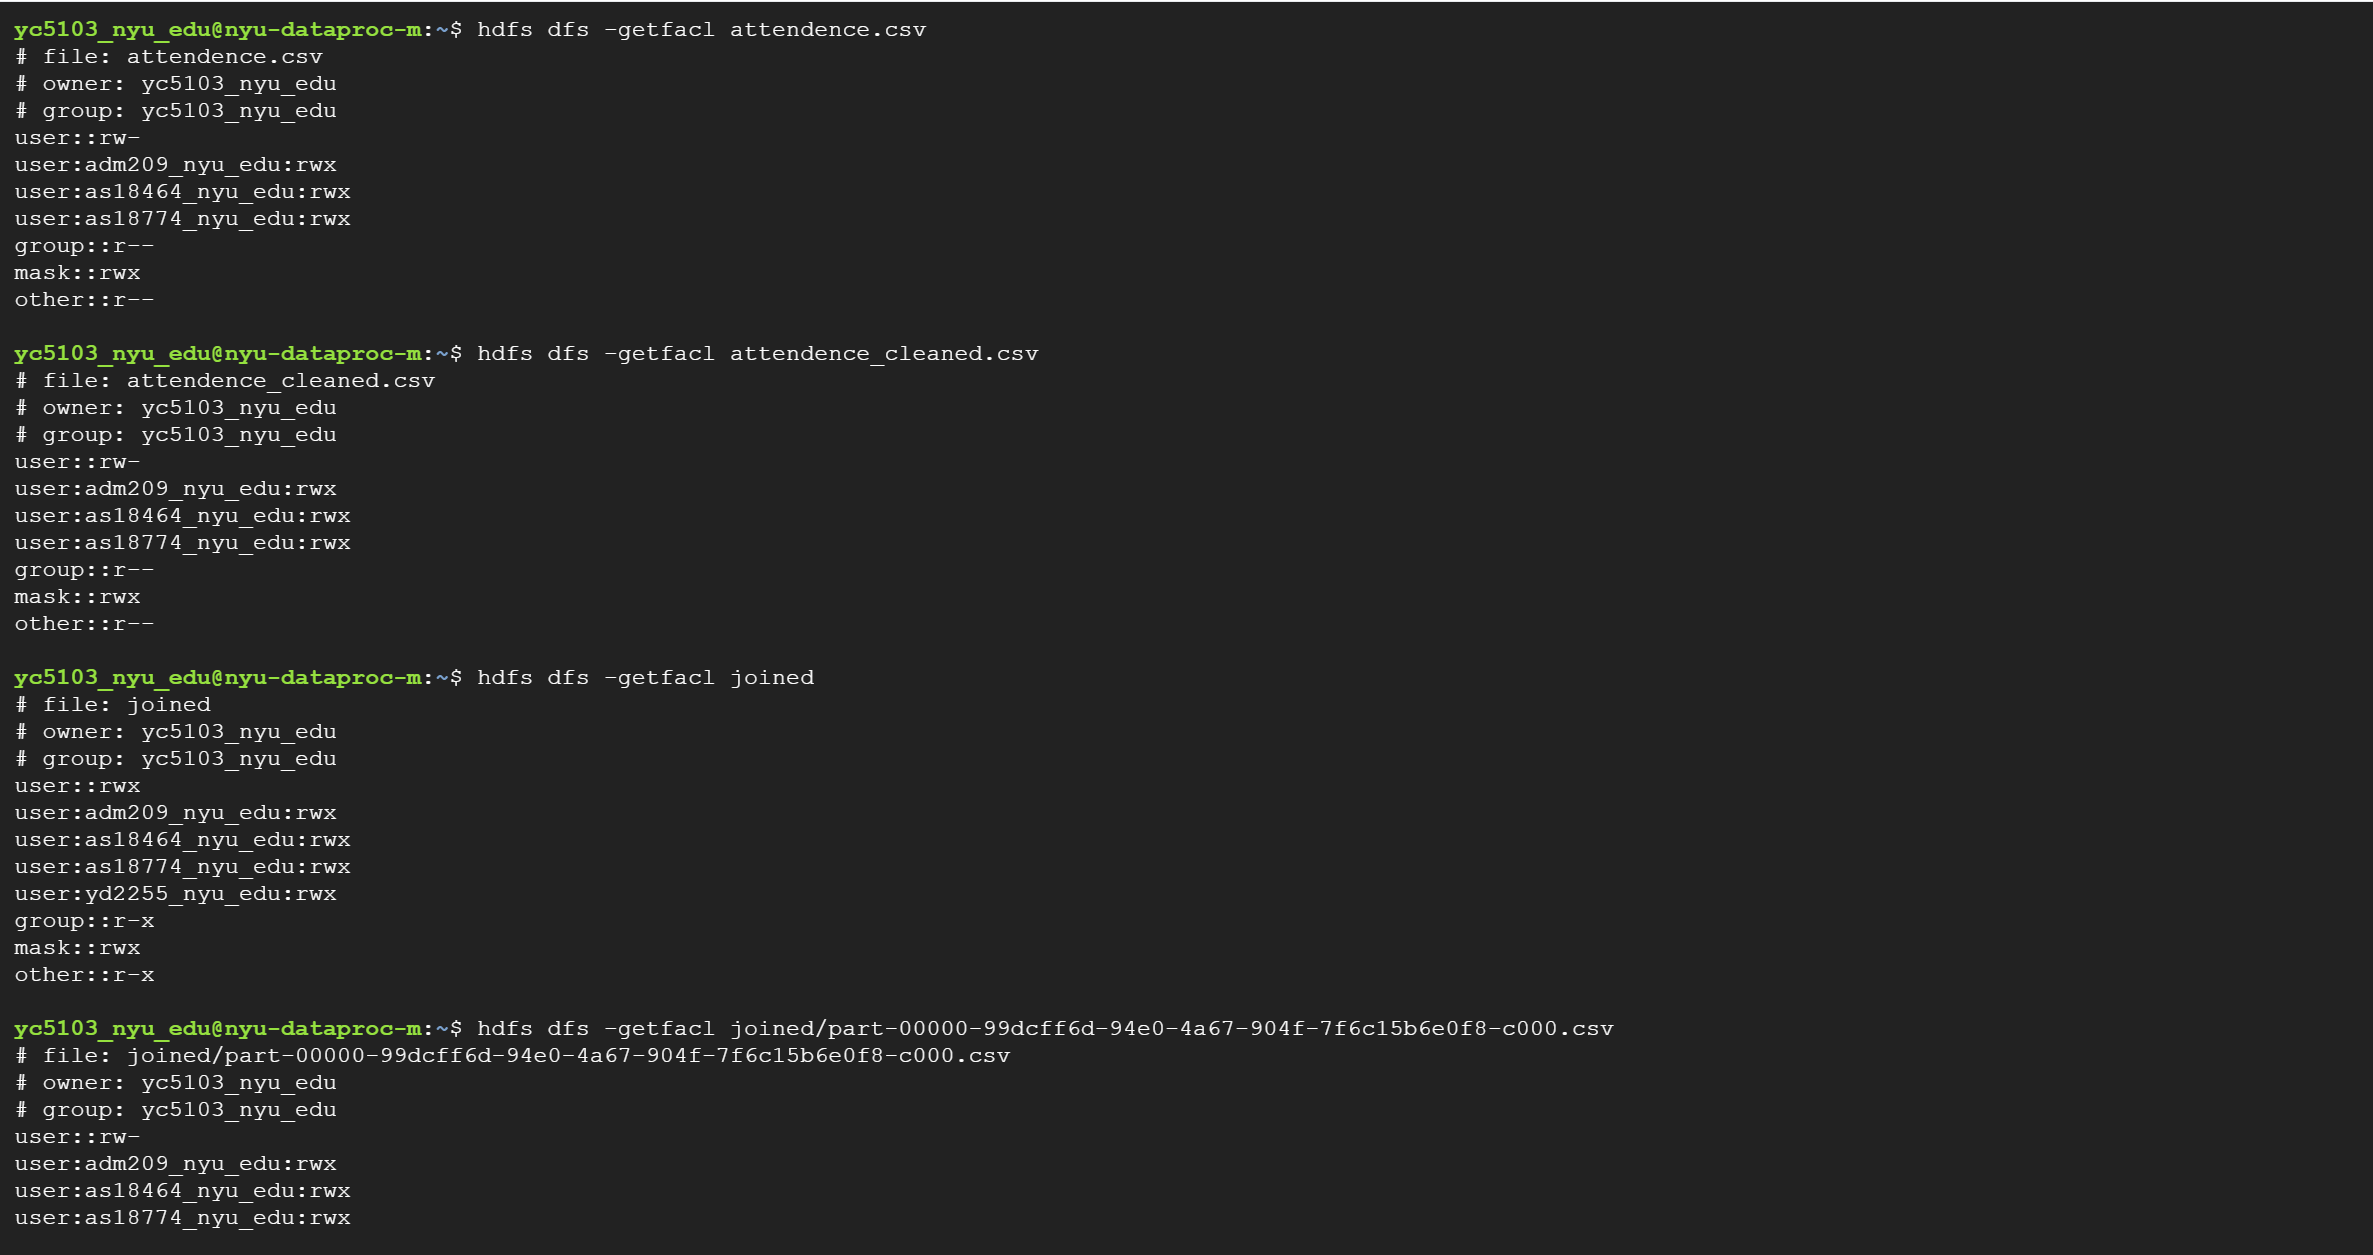 yc5103_nyu_edu@nyu-dataproc-m:~$ hdfs dfs -getfacl attendence.csv
# file: attendence.csv
# owner: yc5103_nyu_edu
# group: yc5103_nyu_edu
user::rw-
user:adm209_nyu_edu:rwx
user:as18464_nyu_edu:rwx
user:as18774_nyu_edu:rwx
group::r--
mask::rwx
other::r--
yc5103_nyu_edu@nyu-dataproc-m:~$ hdfs dfs -getfacl attendence_cleaned.csv
# file: attendence_cleaned.csv
# owner: yc5103_nyu_edu
# group: yc5103_nyu_edu
user::rw-
user:adm209_nyu_edu:rwx
user:as18464_nyu_edu:rwx
user:as18774_nyu_edu:rwx
group::r--
mask::rwx
other::r--
yc5103_nyu_edu@nyu-dataproc-m:~$ hdfs dfs -getfacl joined
# file: joined
# owner: yc5103_nyu_edu
# group: yc5103_nyu_edu
user::rwx
user:adm209_nyu_edu:rwx
user:as18464_nyu_edu:rwx
user:as18774_nyu_edu:rwx
user:yd2255_nyu_edu:rwx
group::r-x
mask::rwx
other::r-x
yc5103_nyu_edu@nyu-dataproc-m:~$ hdfs dfs -getfacl joined/part-00000-99dcff6d-94e0-4a67-904f-7f6c15b6e0f8-c000.csv
# file: joined/part-00000-99dcff6d-94e0-4a67-904f-7f6c15b6e0f8-c000.csv
# owner: yc5103_nyu_edu
# group: yc5103_nyu_edu
user::rw-
user:adm209_nyu_edu:rwx
user:as18464_nyu_edu:rwx
user:as18774_nyu_edu:rwx